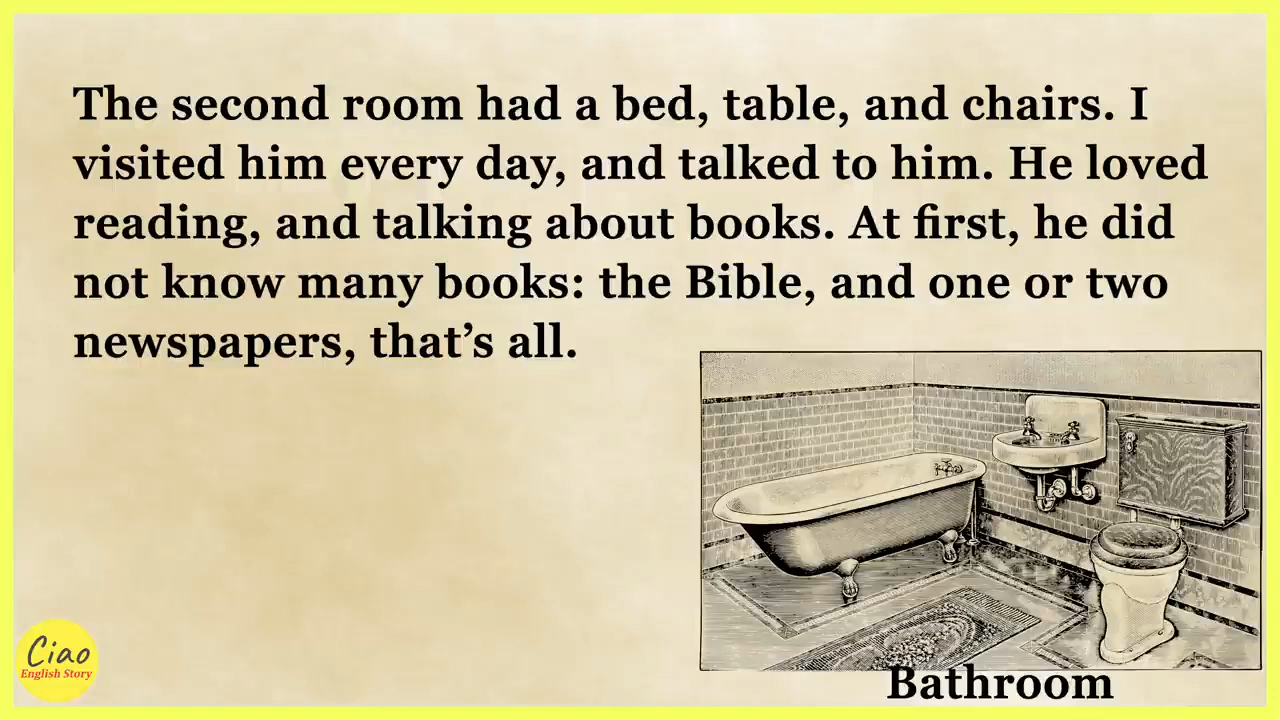 The second room had a bed, table, and chairs. I
visited him every day, and talked to him. He loved
reading, and talking about books. At first, he did
not know many books: the Bible, and one or two
newspapers, that’s all.
Bathroom
Ciao
English Story